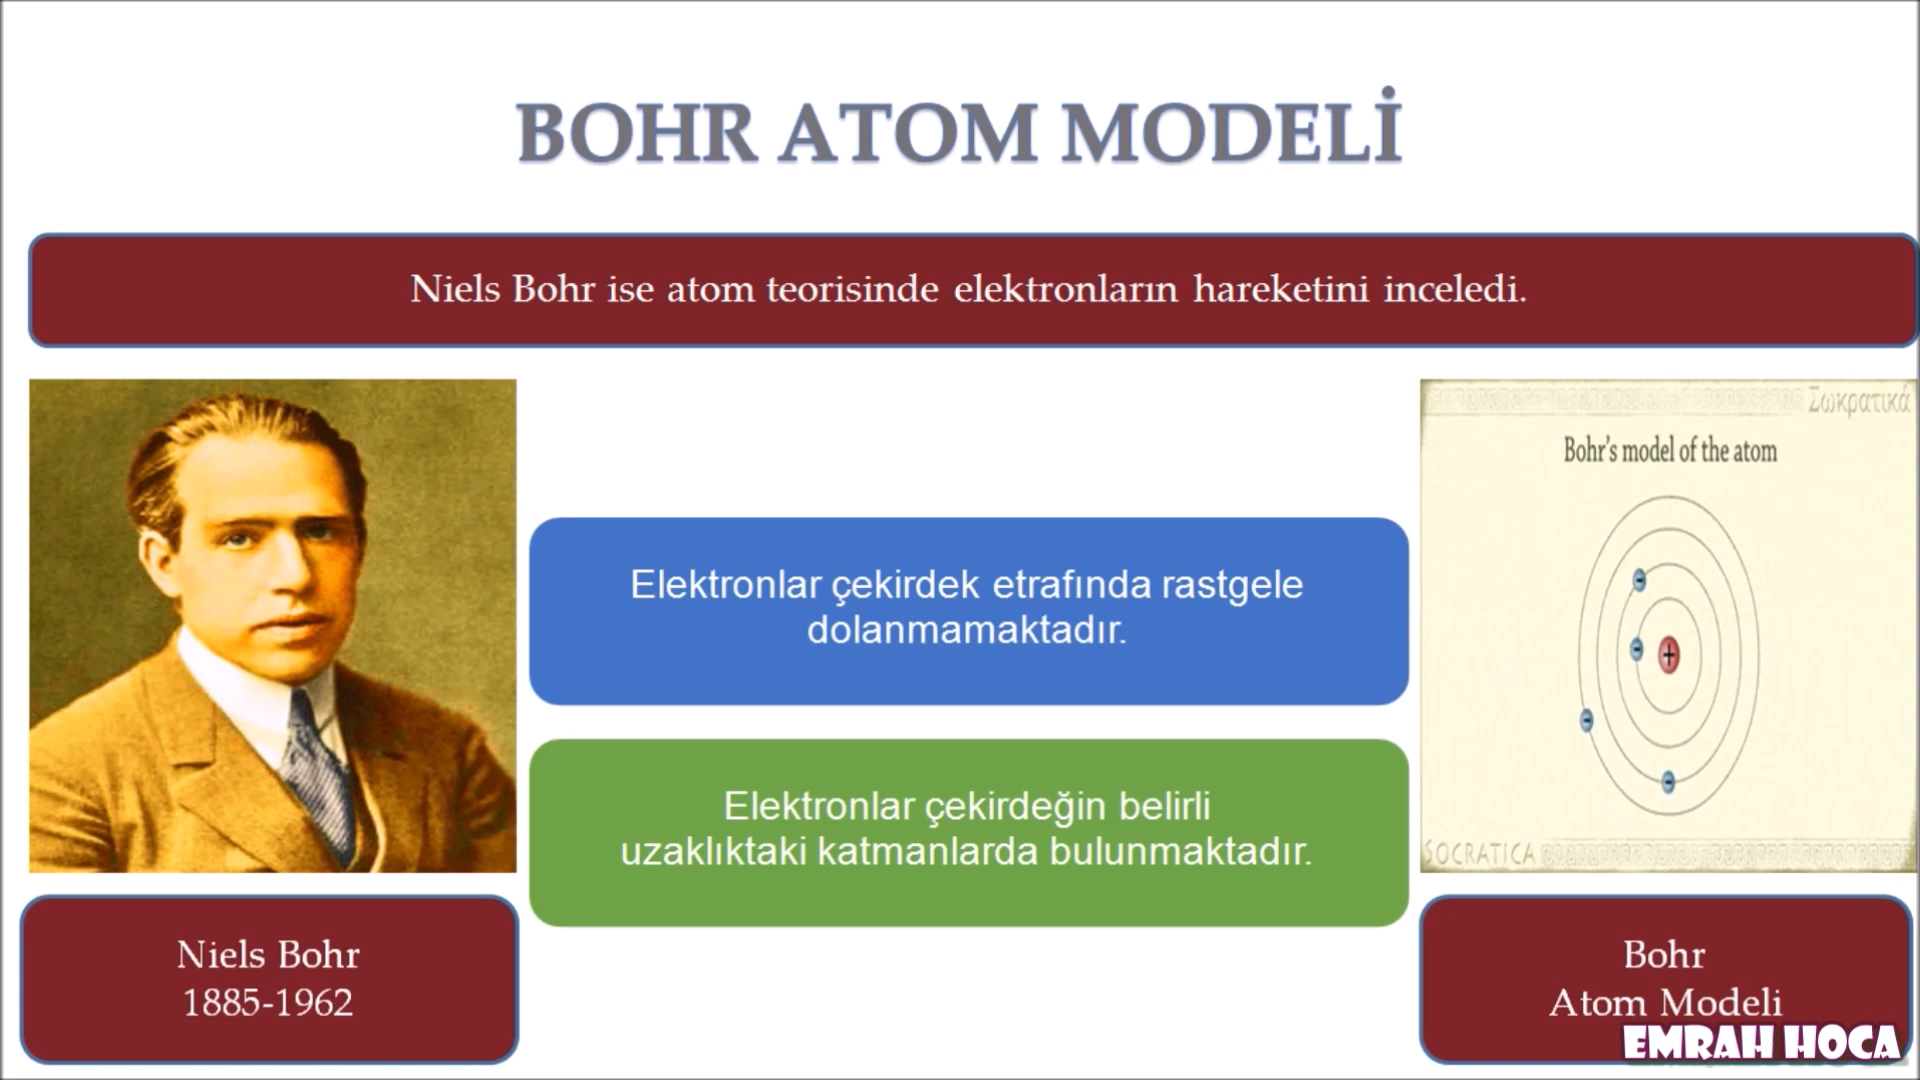 BOHR ATOM MODELİ
Niels Bohr ise atom teorisinde elektronların hareketini inceledi.
Σωκρατικά
Bohr's model of the atom
Elektronlar çekirdek etrafında rastgele
dolanmamaktadır.
Elektronlar çekirdeğin belirli
uzaklıktaki katmanlarda bulunmaktadır.
+
-
-
-
-
SOCRATICA
Niels Bohr
1885-1962
Bohr
Atom Modeli
EMRAH HOCA